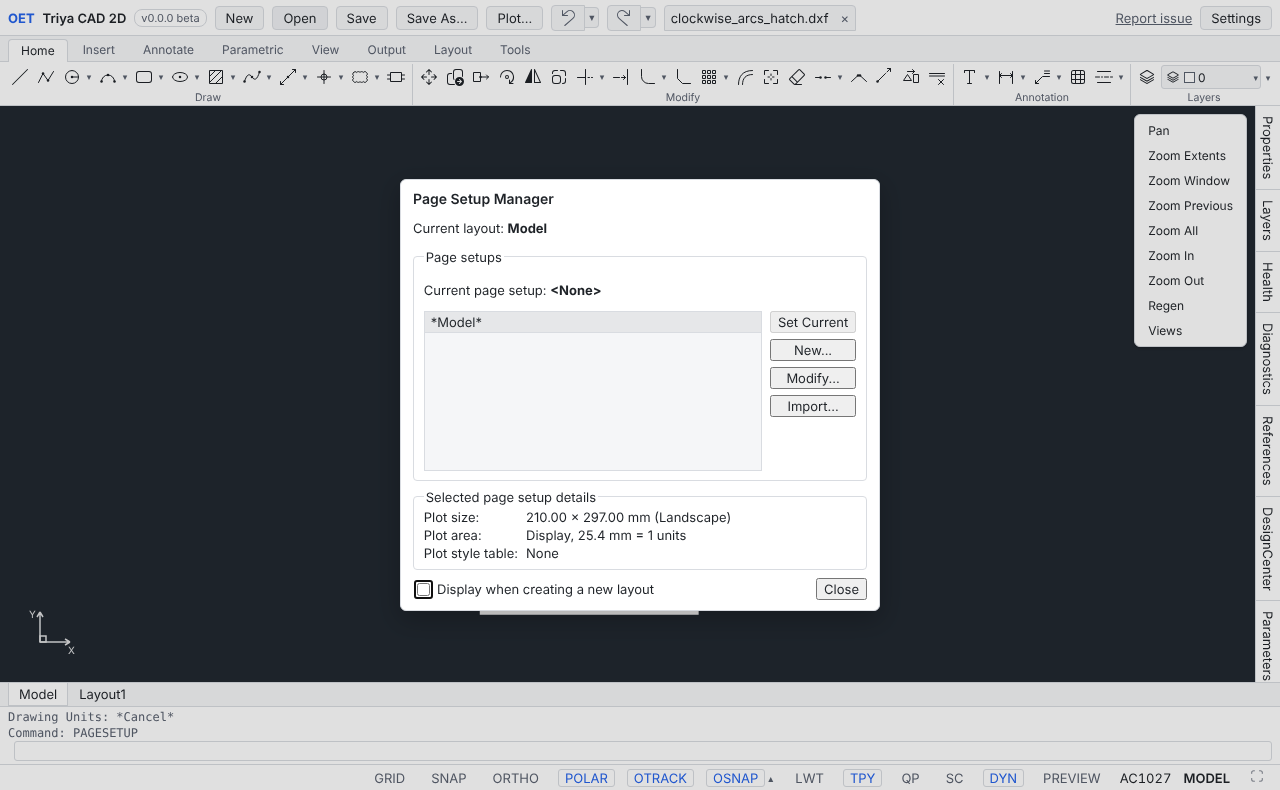 OET Triya CAD 2D v0.0.0 beta New Open Save Save As... Plot... clockwise_arcs_hatch.dxf × Report issue Settings
Home Insert Annotate Parametric View Output Layout Tools
0
Draw Modify Annotation Layers
Pan
Zoom Extents
Zoom Window
Zoom Previous
Zoom All
Zoom In
Zoom Out
Regen
Views
Properties
Layers
Health
Diagnostics
References
DesignCenter
Parameters
Page Setup Manager
Current layout: Model
Page setups
Current page setup: <None>
*Model*
Set Current
New...
Modify...
Import...
Selected page setup details
Plot size: 210.00 × 297.00 mm (Landscape)
Plot area: Display, 25.4 mm = 1 units
Plot style table: None
Display when creating a new layout Close
Y
X
Model Layout1
Drawing Units: *Cancel*
Command: PAGESETUP
GRID SNAP ORTHO POLAR OTRACK OSNAP LWT TPY QP SC DYN PREVIEW AC1027 MODEL